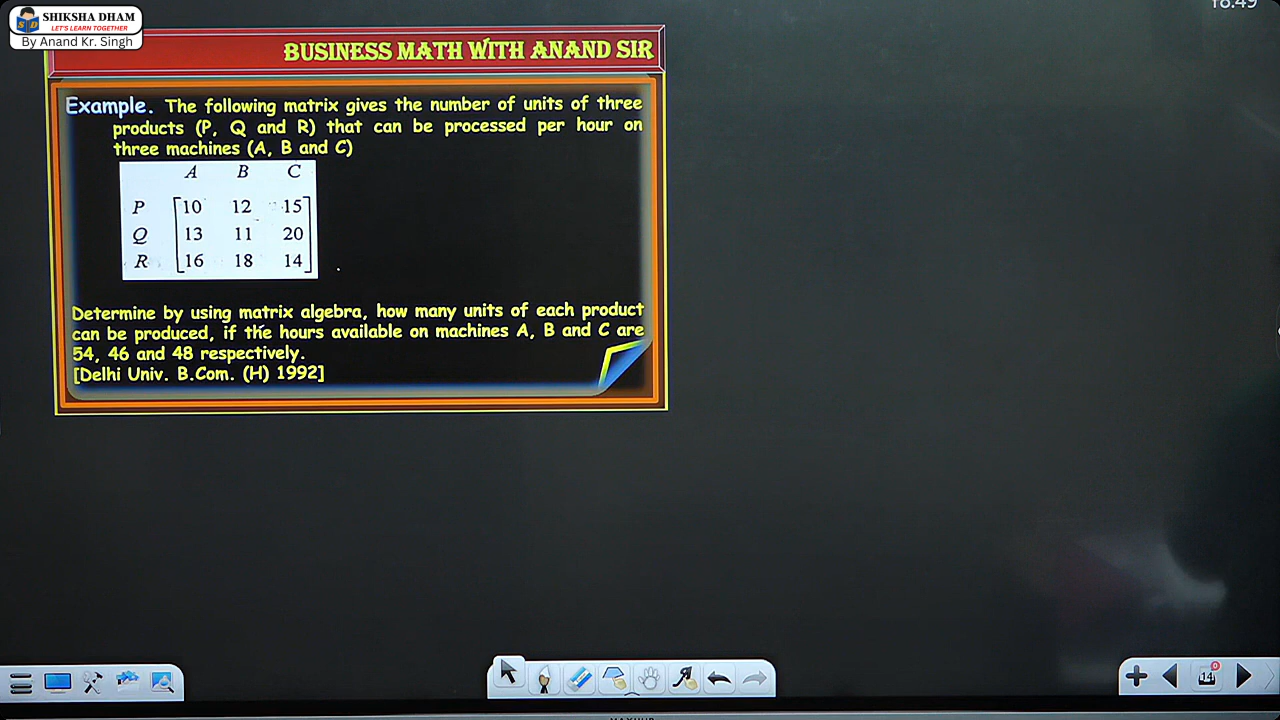 SHIKSHA DHAM
LET'S LEARN TOGETHER
By Anand Kr. Singh
18:49
BUSINESS MATH WITH ANAND SIR
Example. The following matrix gives the number of units of three
products (P, Q and R) that can be processed per hour on
three machines (A, B and C)
A B C
P 10 12 15
Q 13 11 20
R 16 18 14
Determine by using matrix algebra, how many units of each product
can be produced, if the hours available on machines A, B and C are
54, 46 and 48 respectively.
[Delhi Univ. B.Com. (H) 1992]
14